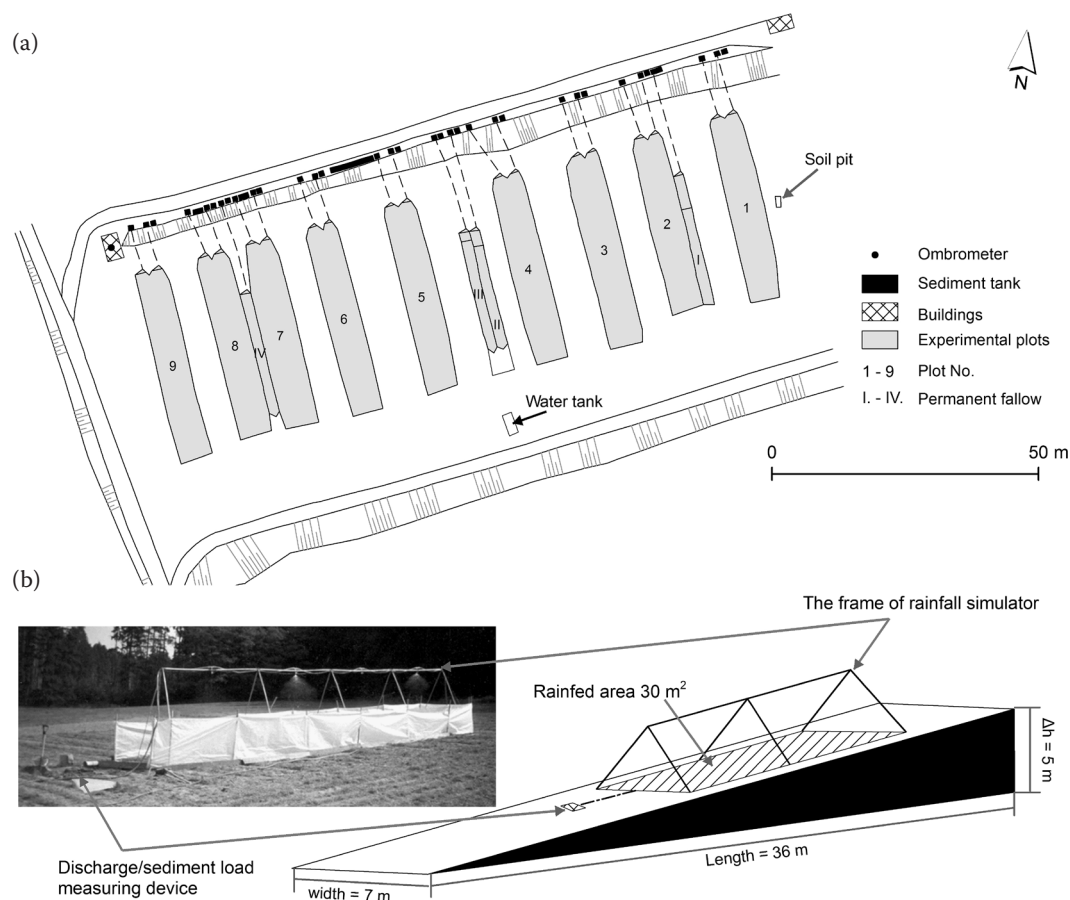 (a)
N
Soil pit
1
2
I
3
4
III
II
5
6
7
IV
8
9
Ombrometer
Sediment tank
Buildings
Experimental plots
1 - 9 Plot No.
I. - IV. Permanent fallow
Water tank
0 50 m
(b)
The frame of rainfall simulator
Rainfed area 30 m²
Δh = 5 m
Length = 36 m
width = 7 m
Discharge/sediment load
measuring device